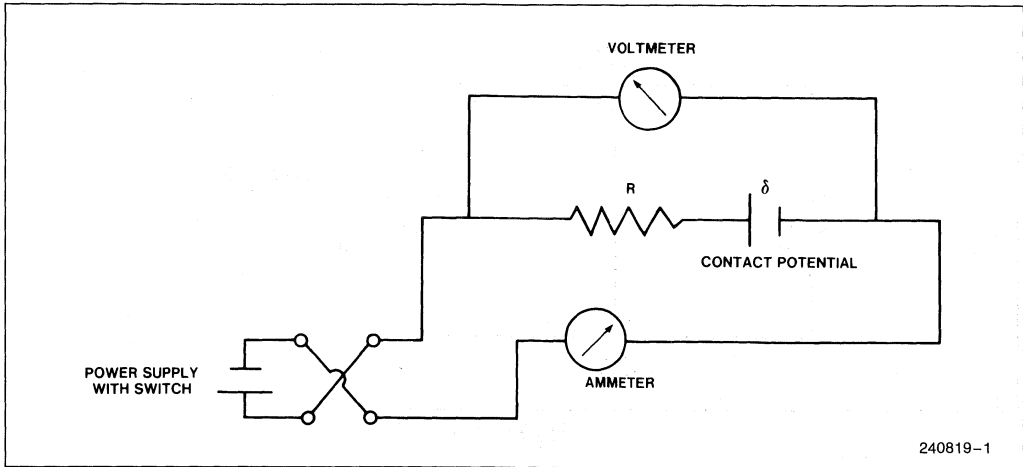 VOLTMETER
R
δ
CONTACT POTENTIAL
POWER SUPPLY
WITH SWITCH
AMMETER
240819-1